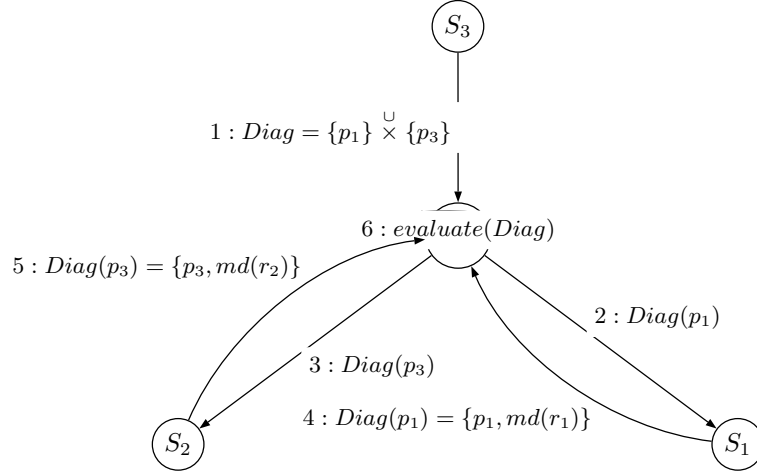 S₃
1 : Diag = {p₁} ×^∪ {p₃}
6 : evaluate(Diag)
5 : Diag(p₃) = {p₃, md(r₂)}
2 : Diag(p₁)
3 : Diag(p₃)
4 : Diag(p₁) = {p₁, md(r₁)}
S₂
S₁